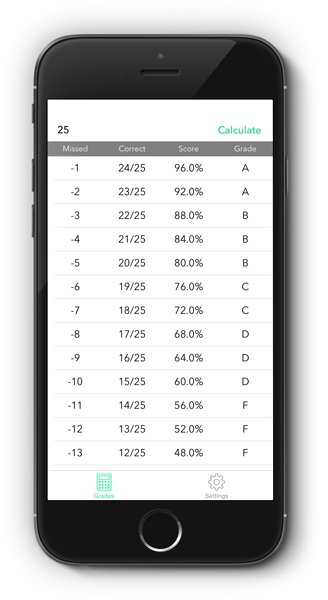 25 Calculate
Missed Correct Score Grade
-1 24/25 96.0% A
-2 23/25 92.0% A
-3 22/25 88.0% B
-4 21/25 84.0% B
-5 20/25 80.0% B
-6 19/25 76.0% C
-7 18/25 72.0% C
-8 17/25 68.0% D
-9 16/25 64.0% D
-10 15/25 60.0% D
-11 14/25 56.0% F
-12 13/25 52.0% F
-13 12/25 48.0% F
Grades Settings